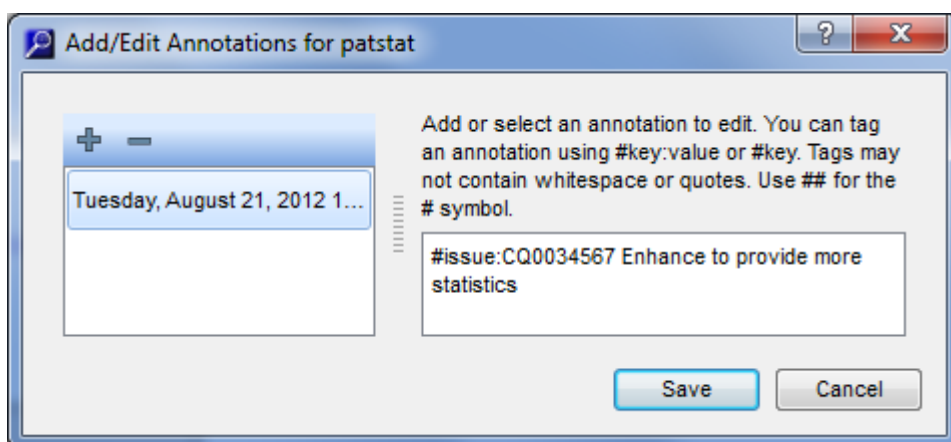 Add/Edit Annotations for patstat
Tuesday, August 21, 2012 1...
Add or select an annotation to edit. You can tag
an annotation using #key:value or #key. Tags may
not contain whitespace or quotes. Use ## for the
# symbol.
#issue:CQ0034567 Enhance to provide more
statistics
Save
Cancel